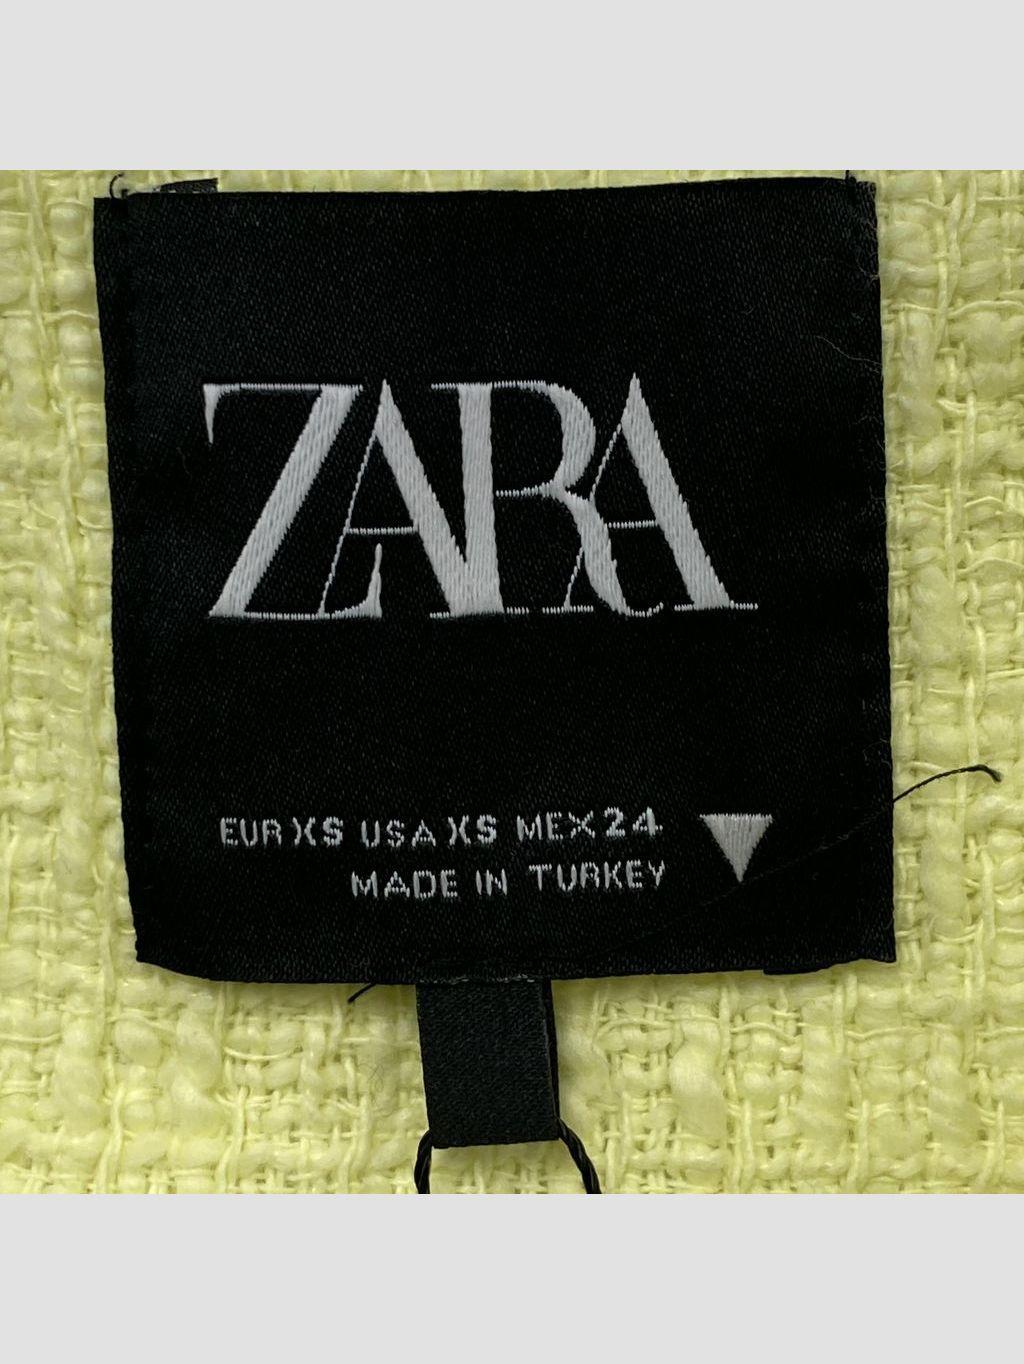 ZARA
EUR XS USA XS MEX 24
MADE IN TURKEY